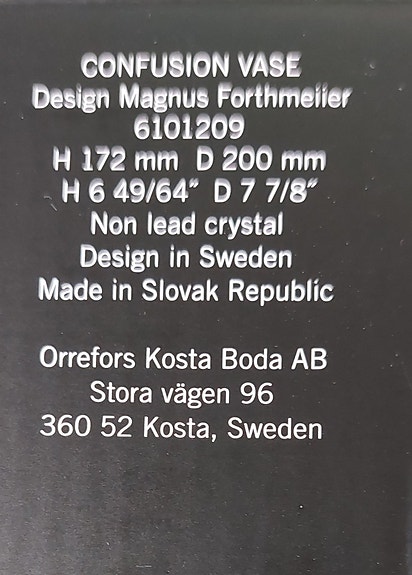 CONFUSION VASE
Design Magnus Forthmeiier
6101209
H 172 mm D 200 mm
H 6 49/64” D 7 7/8”
Non lead crystal
Design in Sweden
Made in Slovak Republic
Orrefors Kosta Boda AB
Stora vägen 96
360 52 Kosta, Sweden